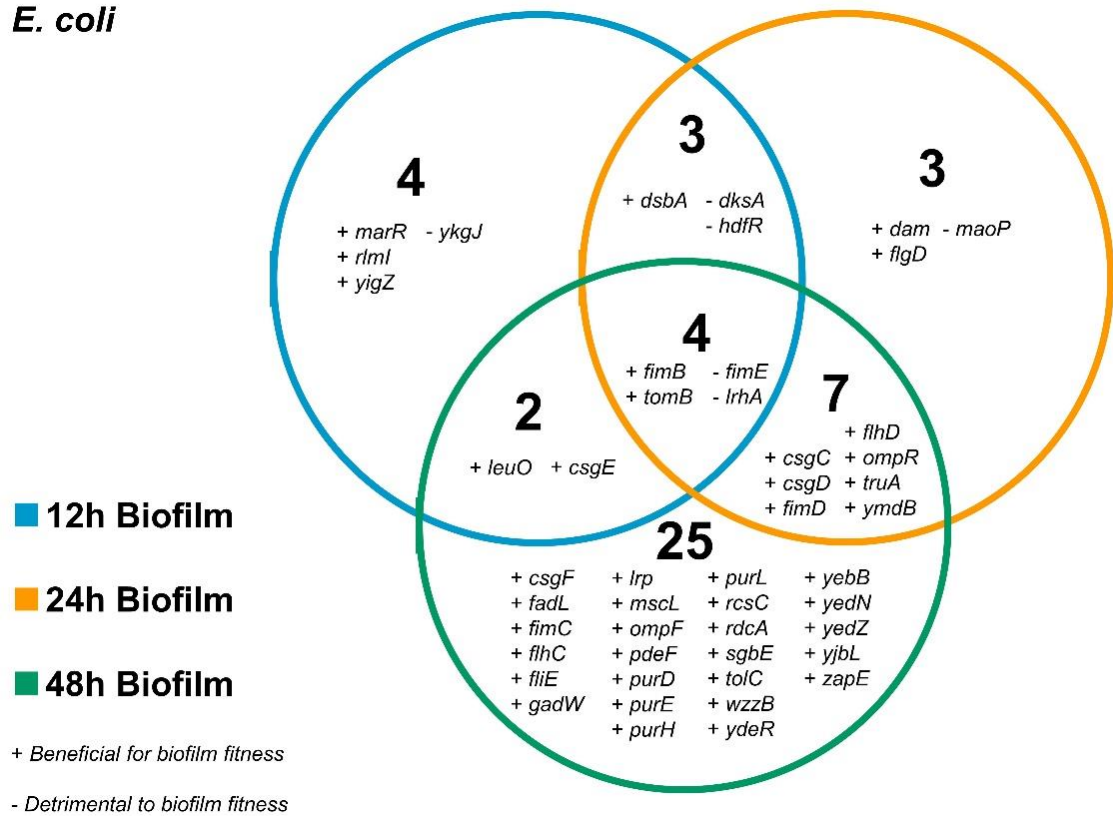 E. coli
4
+ marR - ykgJ
+ rlmI
+ yigZ
3
+ dsbA - dksA
- hdfR
3
+ dam - maoP
+ flgD
4
+ fimB - fimE
+ tomB - lrhA
2
+ leuO + csgE
7
+ flhD
+ csgC + ompR
+ csgD + truA
+ fimD + ymdB
25
+ csgF + lrp + purL + yebB
+ fadL + mscL + rcsC + yedN
+ fimC + ompF + rdcA + yedZ
+ flhC + pdeF + sgbE + yjbL
+ fliE + purD + tolC + zapE
+ gadW + purE + wzzB
+ purH + ydeR
12h Biofilm
24h Biofilm
48h Biofilm
+ Beneficial for biofilm fitness
- Detrimental to biofilm fitness